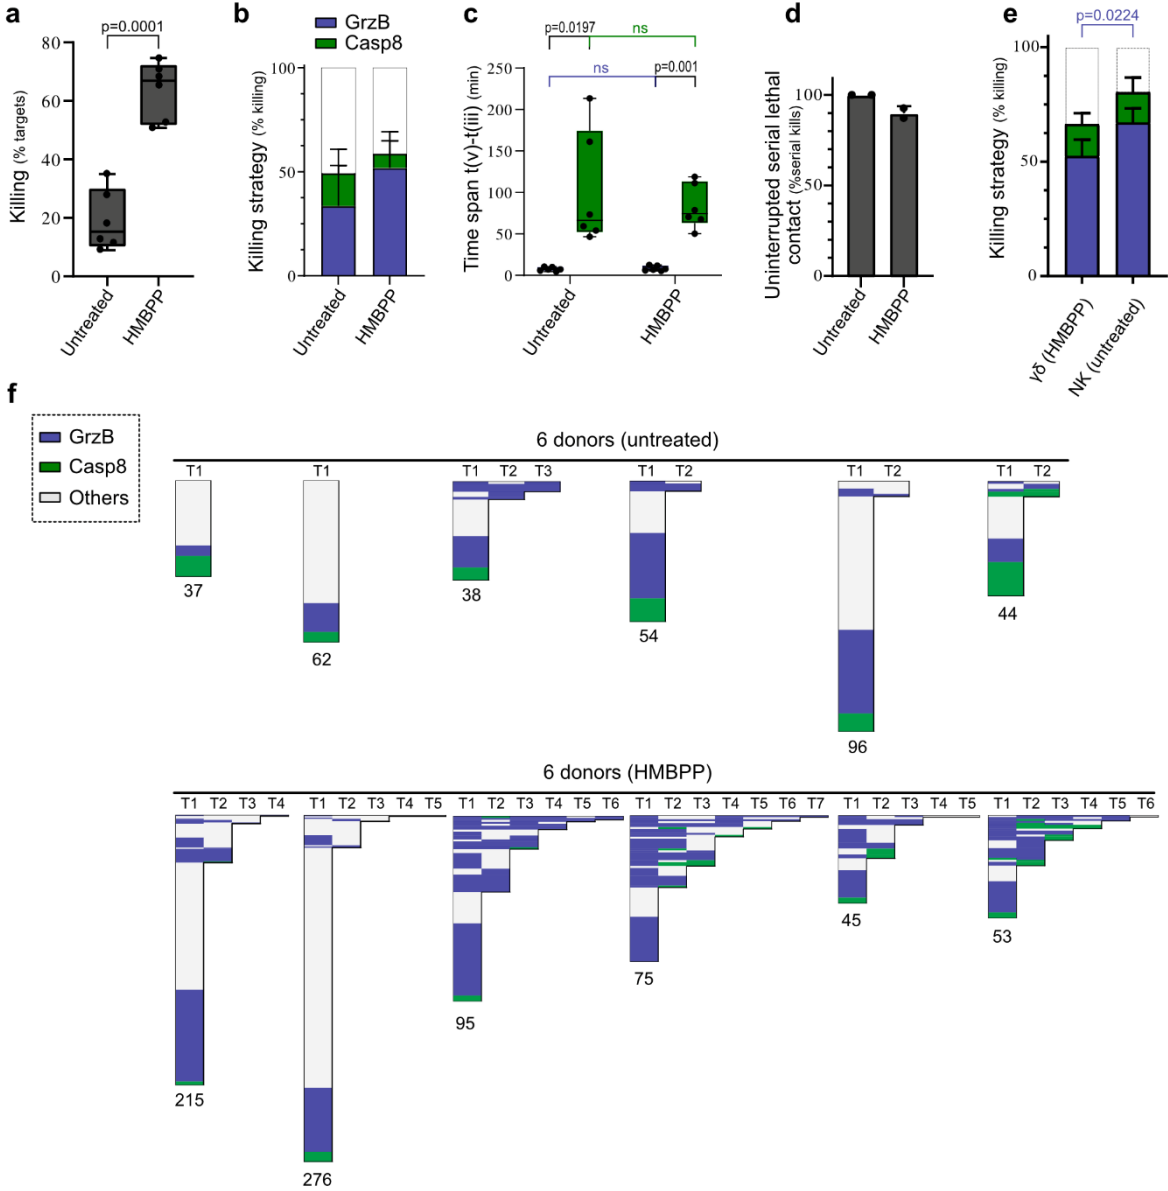 a
p=0.0001
Killing (% targets)
80
60
40
20
0
Untreated
HMBPP
b
GrzB
Casp8
Killing strategy (% killing)
100
50
0
Untreated
HMBPP
c
p=0.0197
ns
ns
p=0.001
Time span t(v)-t(iii) (min)
250
200
150
100
50
0
Untreated
HMBPP
d
Uninterrupted serial lethal
contact (%serial kills)
100
50
0
Untreated
HMBPP
e
p=0.0224
Killing strategy (% killing)
100
50
0
γδ (HMBPP)
NK (untreated)
f
GrzB
Casp8
Others
6 donors (untreated)
T1
T1
T1 T2 T3
T1 T2
T1 T2
T1 T2
37
62
38
54
96
44
6 donors (HMBPP)
T1 T2 T3 T4
T1 T2 T3 T4 T5
T1 T2 T3 T4 T5 T6 T7
T1 T2 T3 T4 T5 T6 T7
T1 T2 T3 T4 T5
T1 T2 T3 T4 T5 T6
215
276
95
75
45
53